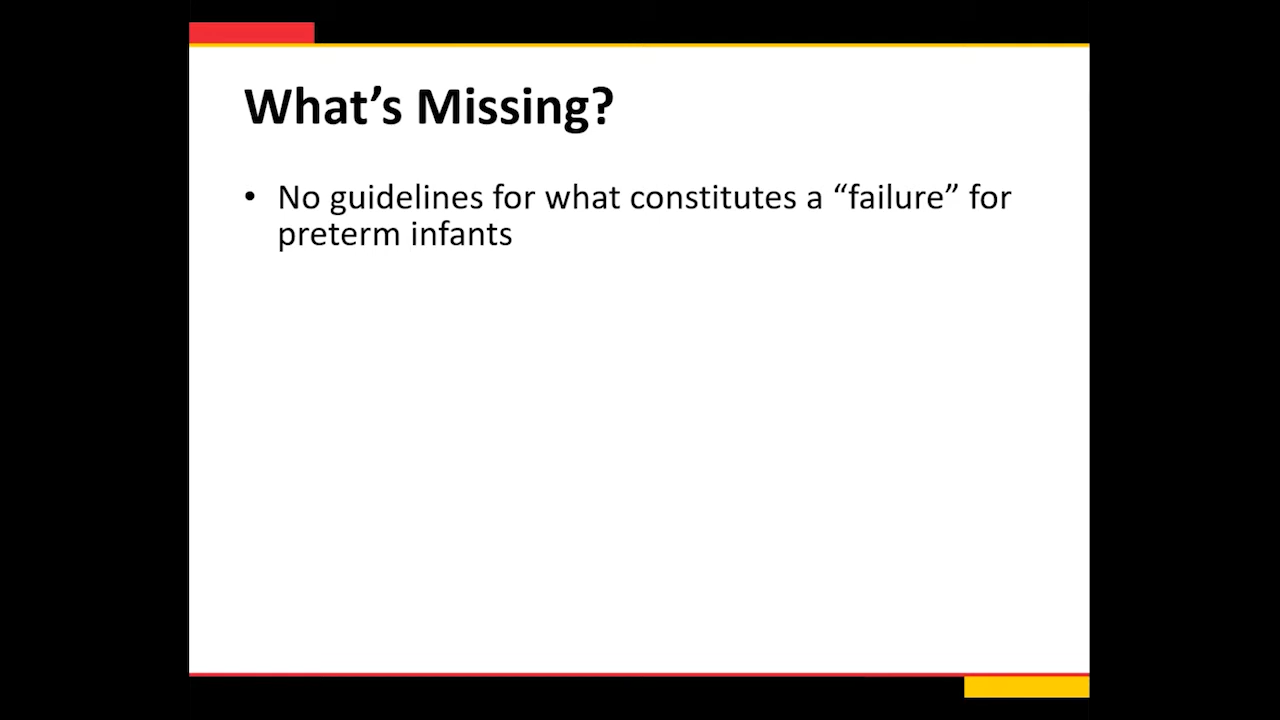 What’s Missing?
• No guidelines for what constitutes a “failure” for
preterm infants